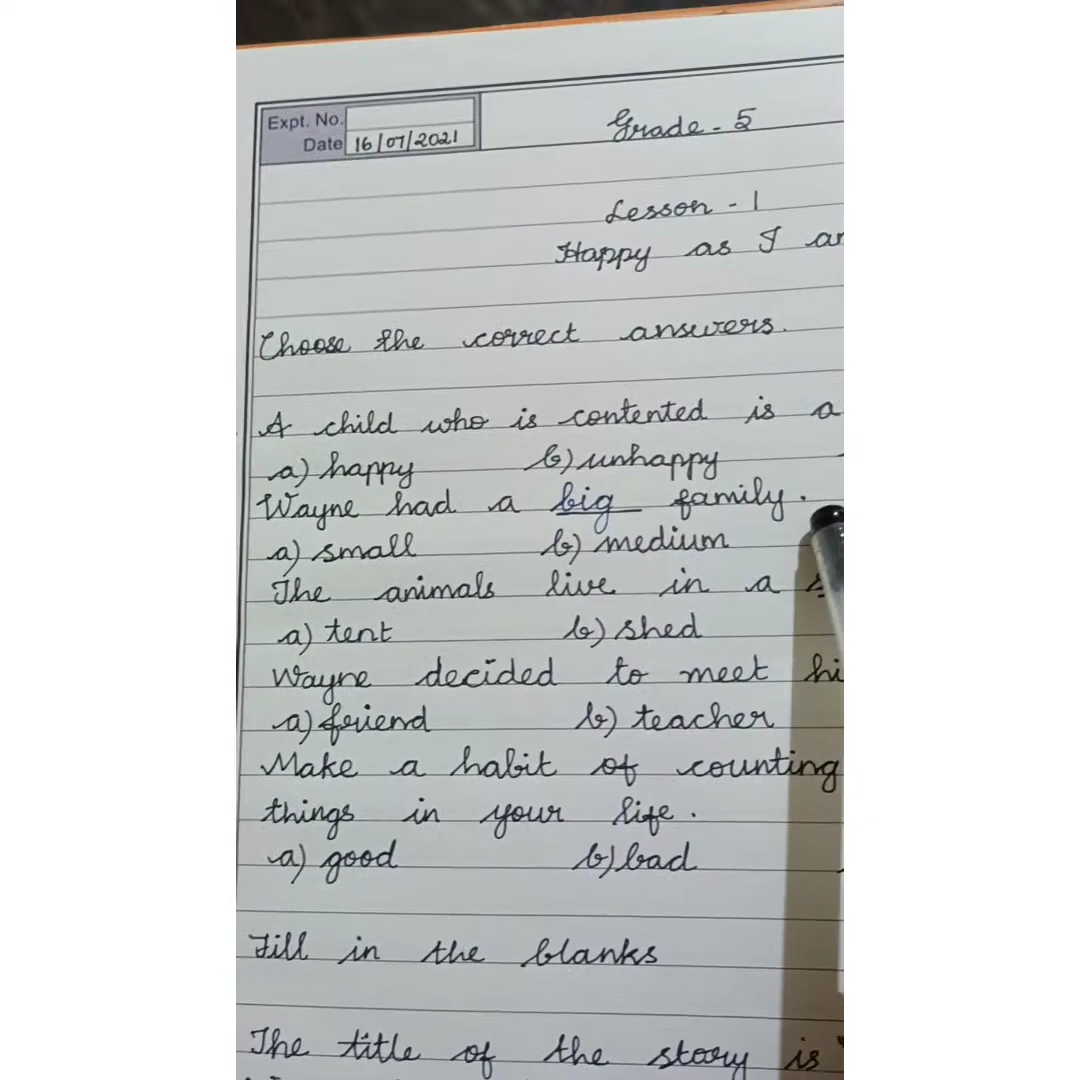 Expt. No.
Date 16/07/2021
Grade - 5
Lesson - 1
Happy as I
Choose the correct answers.
A child who is contented is a
a) happy b) unhappy
Wayne had a big family.
a) small b) medium
The animals live in a
a) tent b) shed
Wayne decided to meet
a) friend b) teacher
Make a habit of counting
things in your life.
a) good b) bad
Fill in the blanks
The title of the story is "